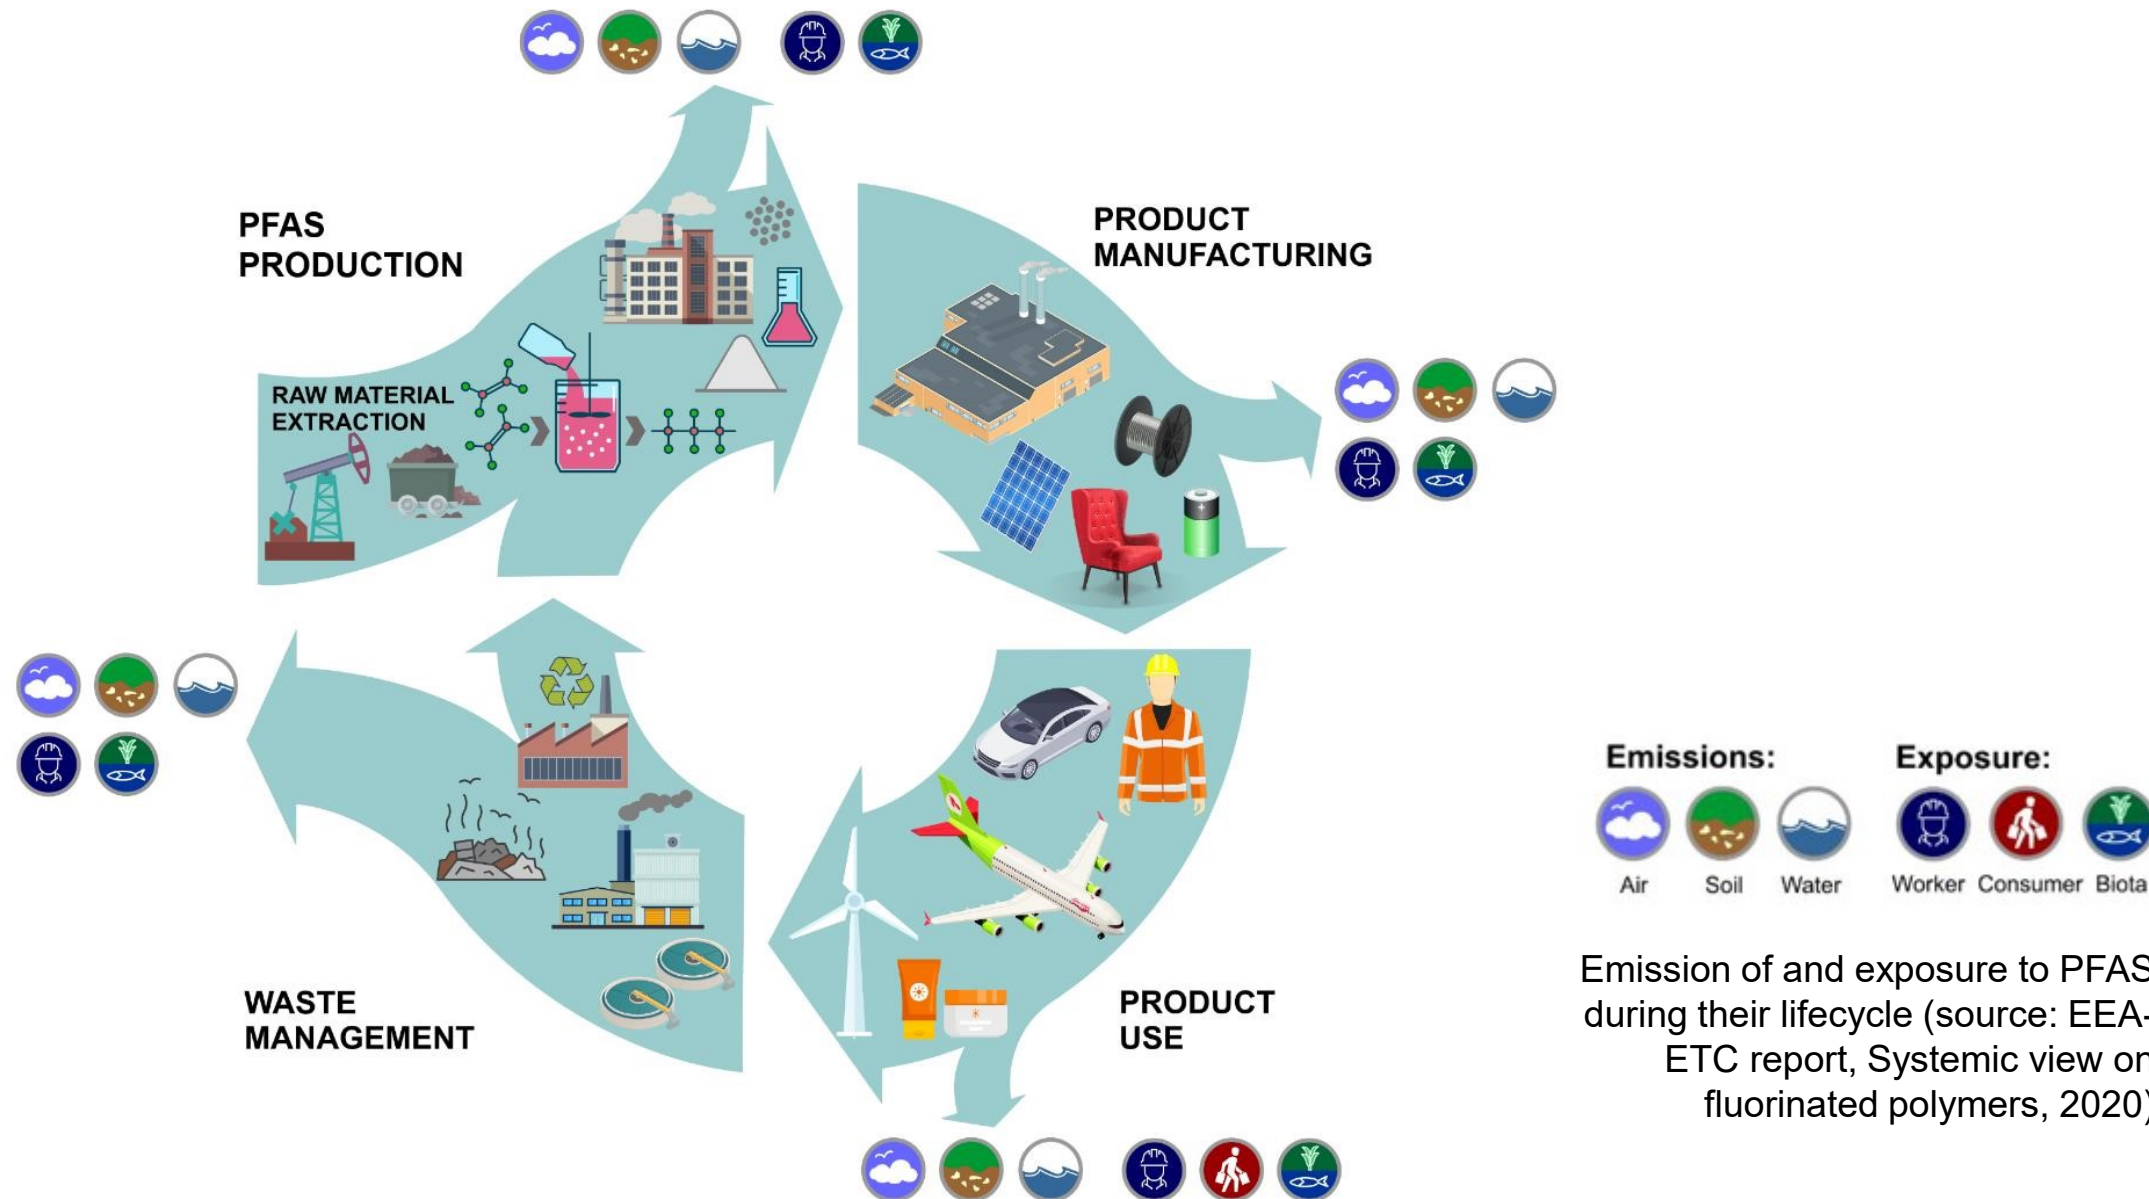 PFAS
PRODUCTION
PRODUCT
MANUFACTURING
RAW MATERIAL
EXTRACTION
WASTE
MANAGEMENT
PRODUCT
USE
Emissions:
Exposure:
Air
Soil
Water
Worker
Consumer
Biota
Emission of and exposure to PFAS
during their lifecycle (source: EEA-
ETC report, Systemic view on
fluorinated polymers, 2020)